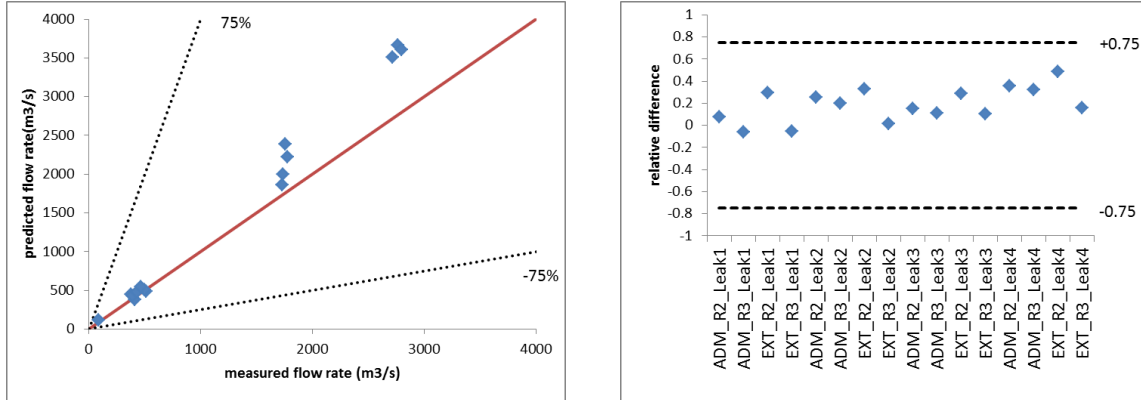 4000
75%
3500
3000
2500
2000
1500
1000
500
0
-75%
predicted flow rate(m3/s)
0
1000
2000
3000
4000
measured flow rate (m3/s)
1
0.8
0.6
0.4
0.2
0
-0.2
-0.4
-0.6
-0.8
-1
+0.75
-0.75
relative difference
ADM_R2_Leak1
ADM_R3_Leak1
EXT_R2_Leak1
EXT_R3_Leak1
ADM_R2_Leak2
ADM_R3_Leak2
EXT_R2_Leak2
EXT_R3_Leak2
ADM_R2_Leak3
ADM_R3_Leak3
EXT_R2_Leak3
EXT_R3_Leak3
ADM_R2_Leak4
ADM_R3_Leak4
EXT_R2_Leak4
EXT_R3_Leak4